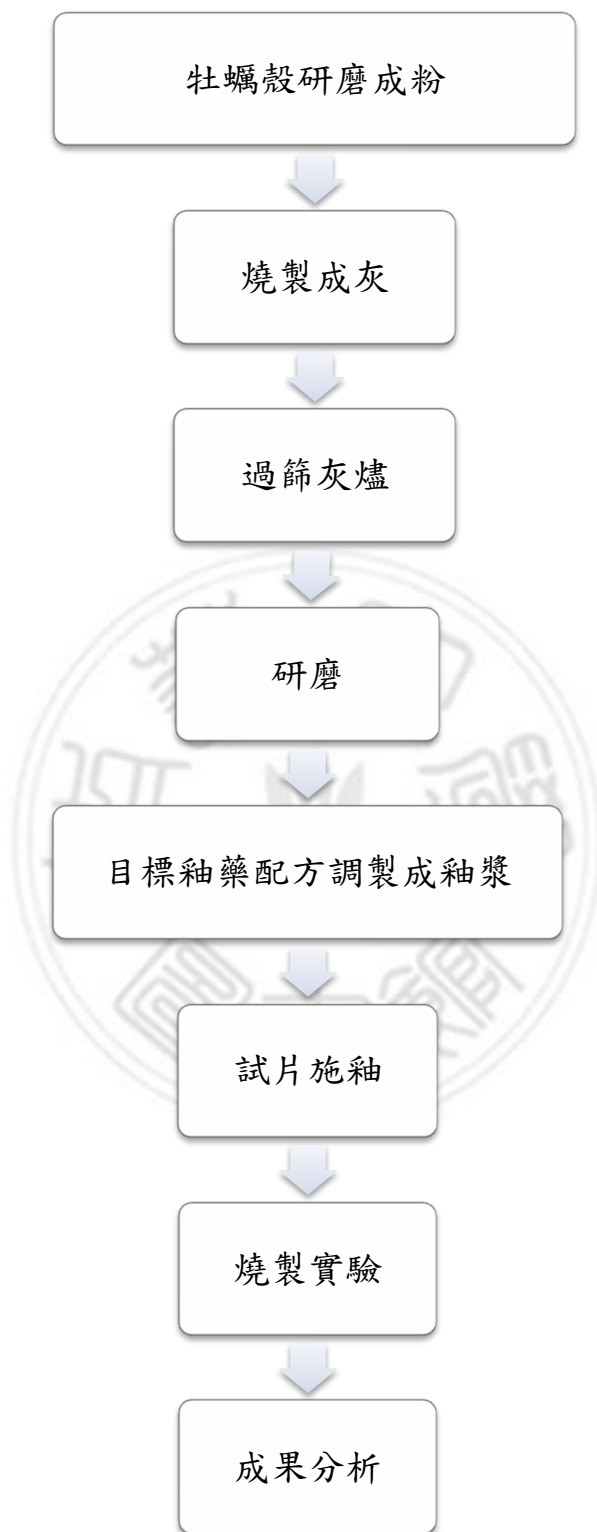 牡蠣殼研磨成粉
燒製成灰
過篩灰燼
研磨
目標釉藥配方調製成釉漿
試片施釉
燒製實驗
成果分析